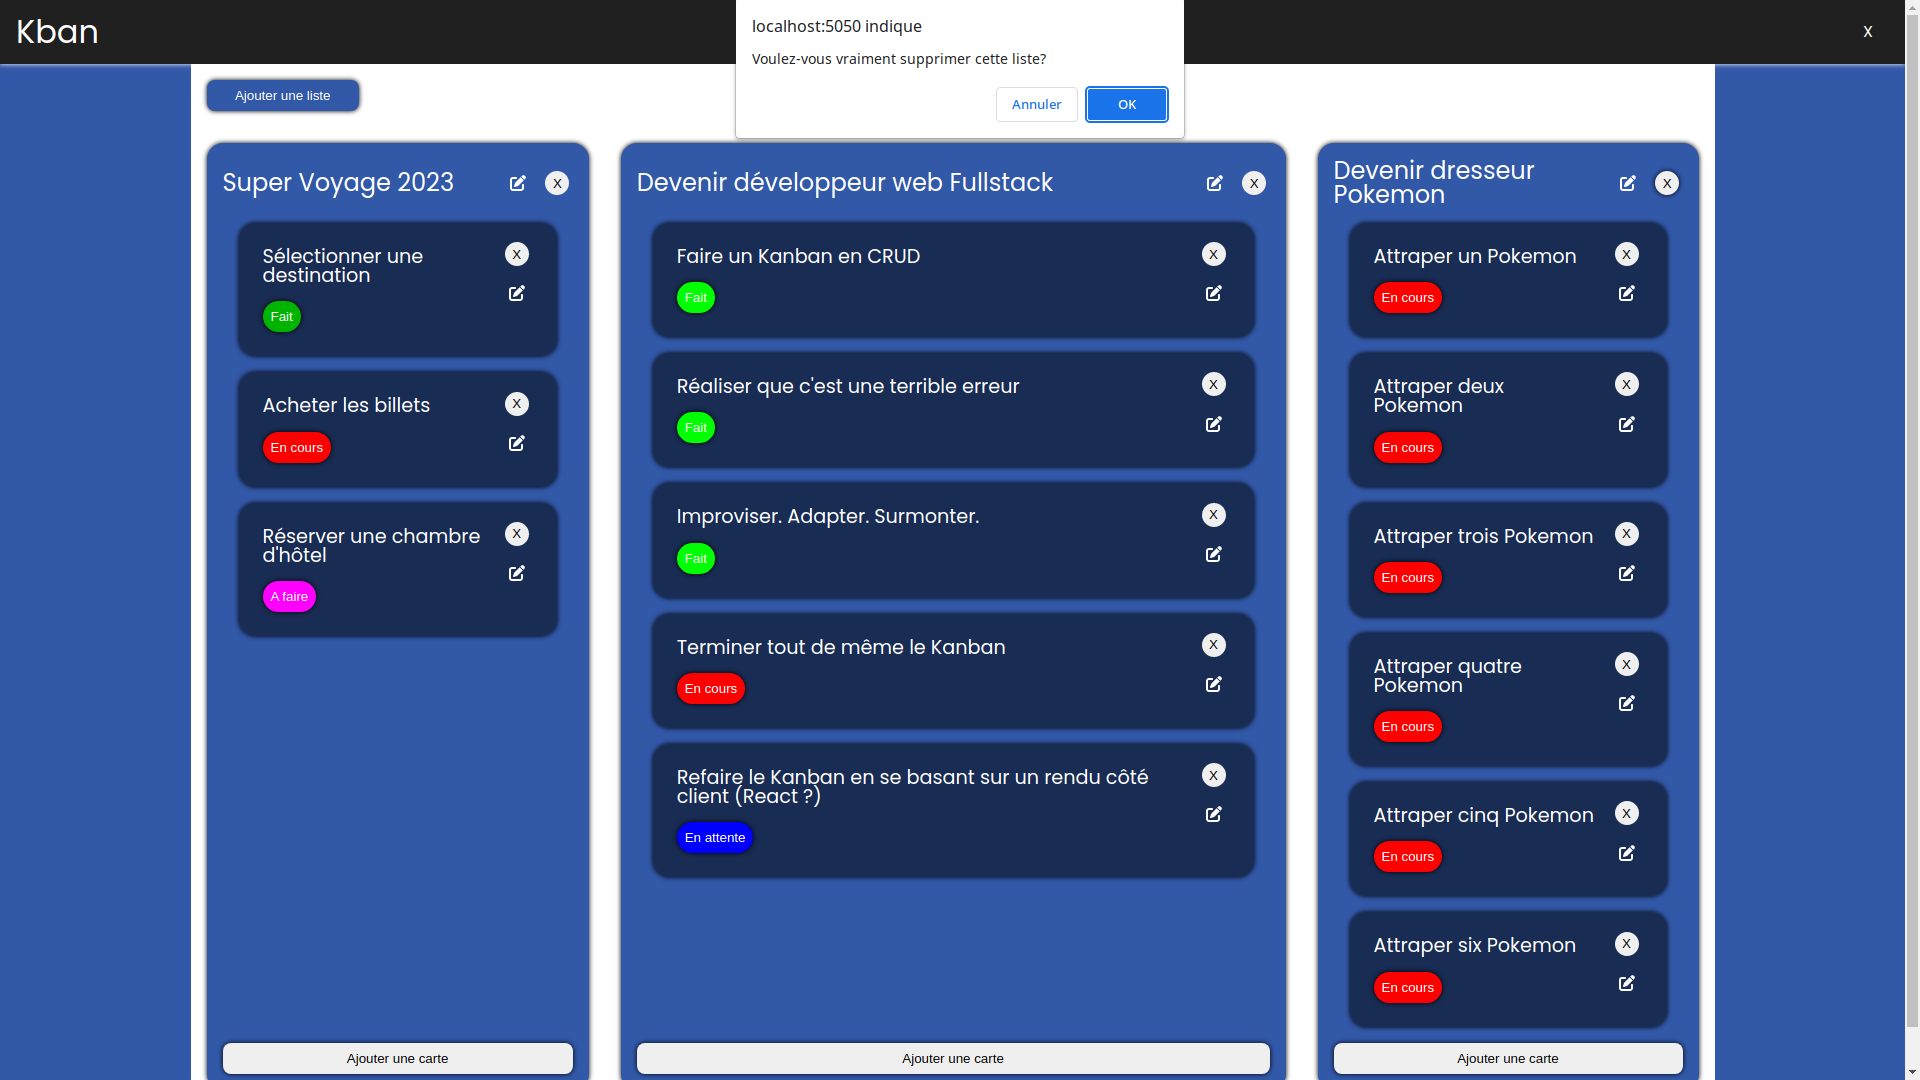 Kban
localhost:5050 indique
Voulez-vous vraiment supprimer cette liste?
Annuler
OK
X
Ajouter une liste
Super Voyage 2023
X
Sélectionner une
destination
X
Fait
Acheter les billets
X
En cours
Réserver une chambre
d'hôtel
X
A faire
Ajouter une carte
Devenir développeur web Fullstack
X
Faire un Kanban en CRUD
X
Fait
Réaliser que c'est une terrible erreur
X
Fait
Improviser. Adapter. Surmonter.
X
Fait
Terminer tout de même le Kanban
X
En cours
Refaire le Kanban en se basant sur un rendu côté
client (React ?)
X
En attente
Ajouter une carte
Devenir dresseur
Pokemon
X
Attraper un Pokemon
X
En cours
Attraper deux
Pokemon
X
En cours
Attraper trois Pokemon
X
En cours
Attraper quatre
Pokemon
X
En cours
Attraper cinq Pokemon
X
En cours
Attraper six Pokemon
X
En cours
Ajouter une carte